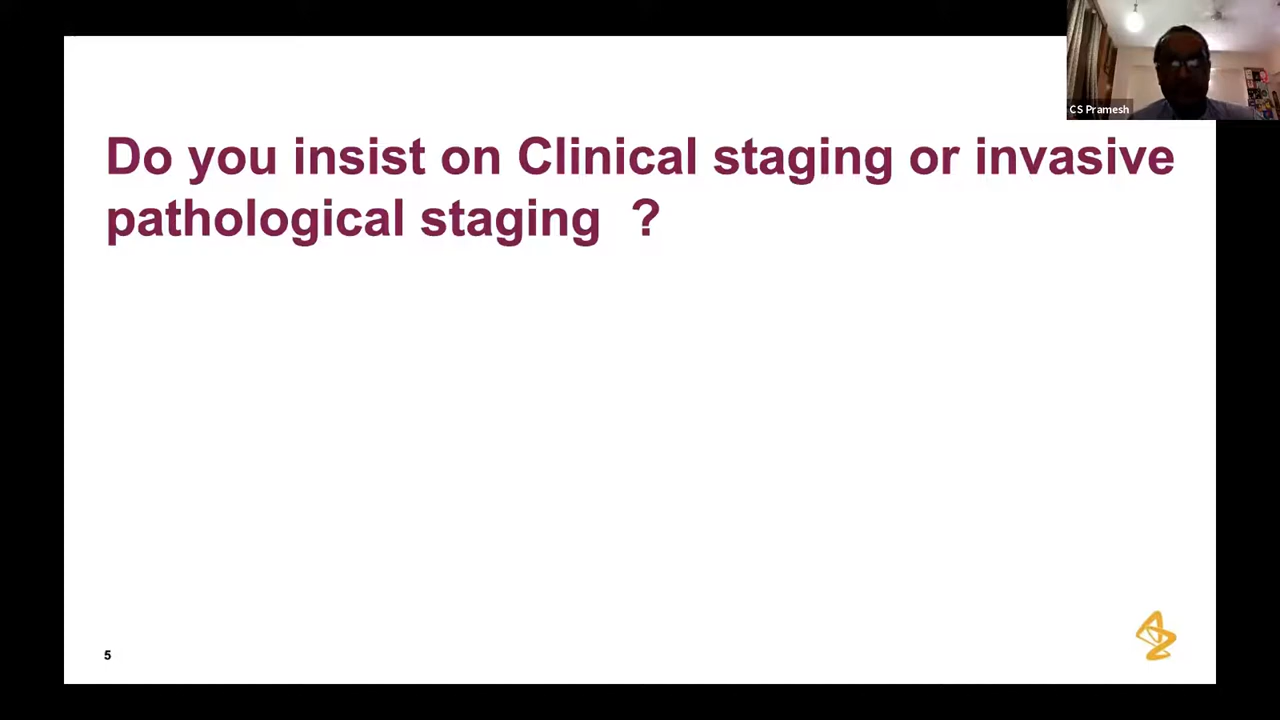 CS Pramesh
Do you insist on Clinical staging or invasive
pathological staging ?
5